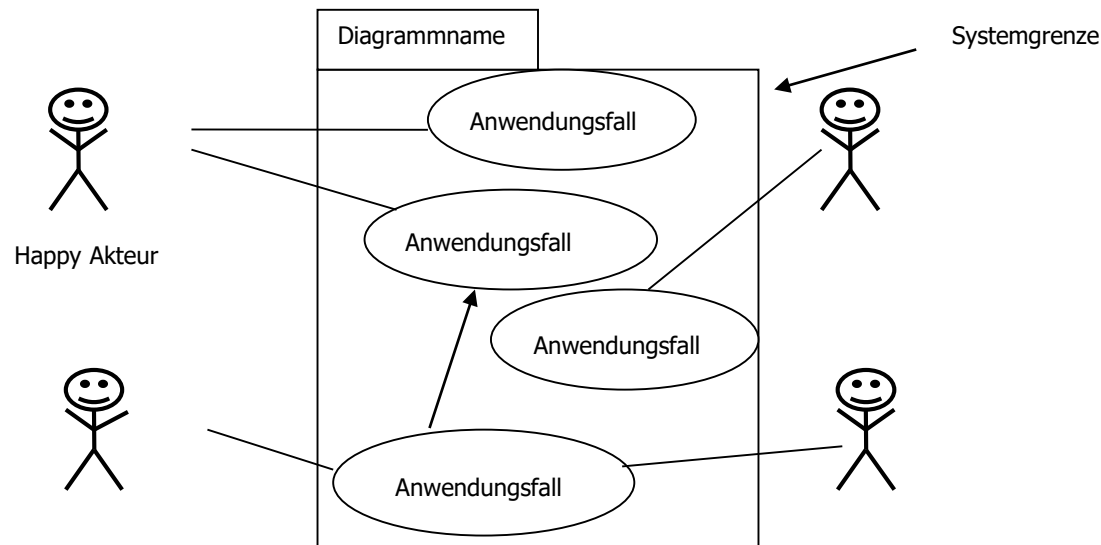 Diagrammname
Systemgrenze
Anwendungsfall
Anwendungsfall
Happy Akteur
Anwendungsfall
Anwendungsfall